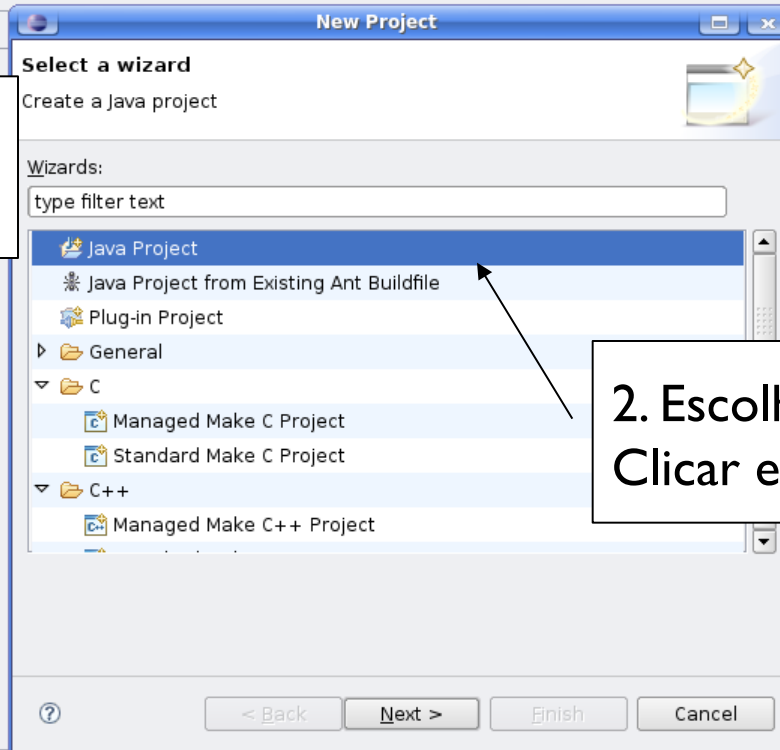 New Project
Select a wizard
Create a Java project
Wizards:
type filter text
Java Project
Java Project from Existing Ant Buildfile
Plug-in Project
General
C
Managed Make C Project
Standard Make C Project
C++
Managed Make C++ Project
2. Escol
Clicar e
< Back
Next >
Finish
Cancel